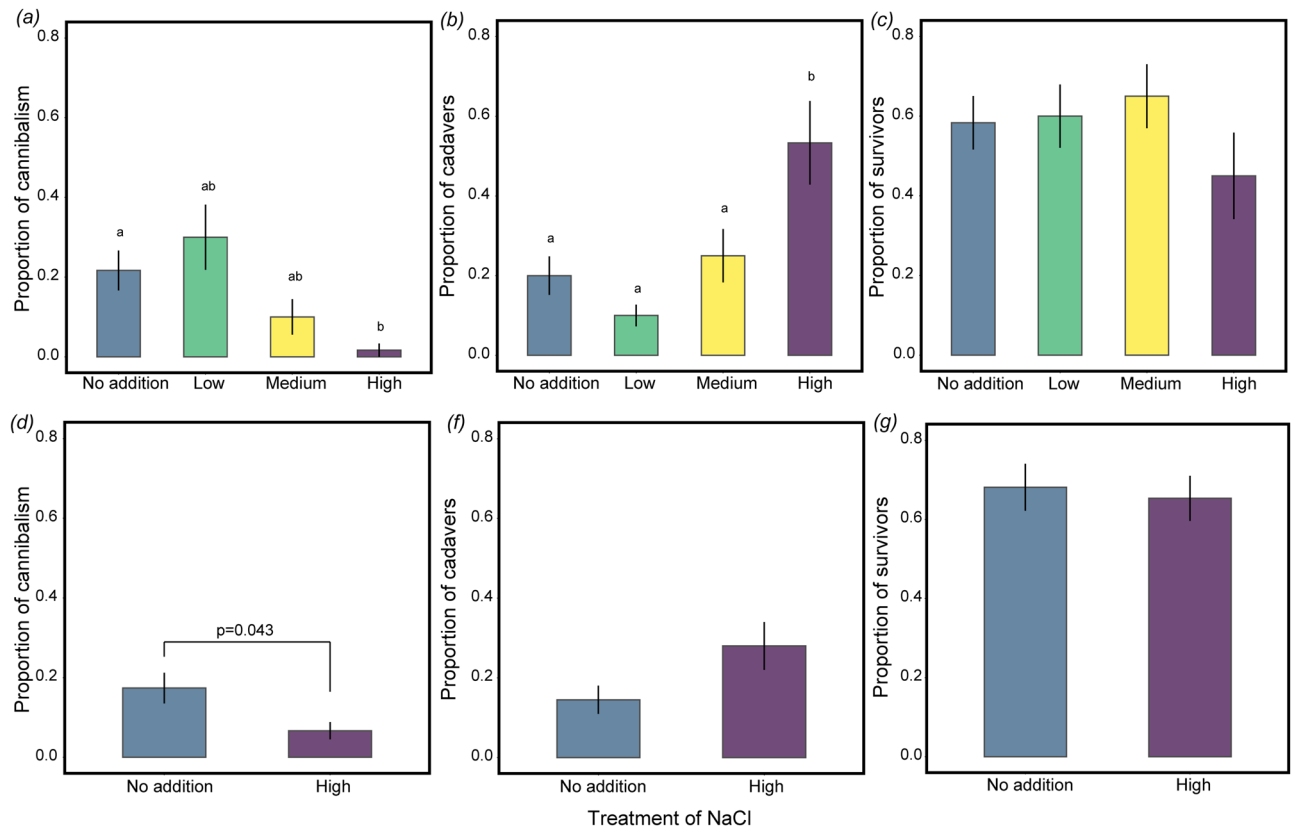 (a)
Proportion of cannibalism
0.8
0.6
0.4
0.2
0.0
a
ab
ab
b
No addition Low Medium High
(b)
Proportion of cadavers
0.8
0.6
0.4
0.2
0.0
a
a
a
b
No addition Low Medium High
(c)
Proportion of survivors
0.8
0.6
0.4
0.2
0.0
No addition Low Medium High
(d)
Proportion of cannibalism
0.8
0.6
0.4
0.2
0.0
p=0.043
No addition High
(f)
Proportion of cadavers
0.8
0.6
0.4
0.2
0.0
No addition High
(g)
Proportion of survivors
0.8
0.6
0.4
0.2
0.0
No addition High
Treatment of NaCl